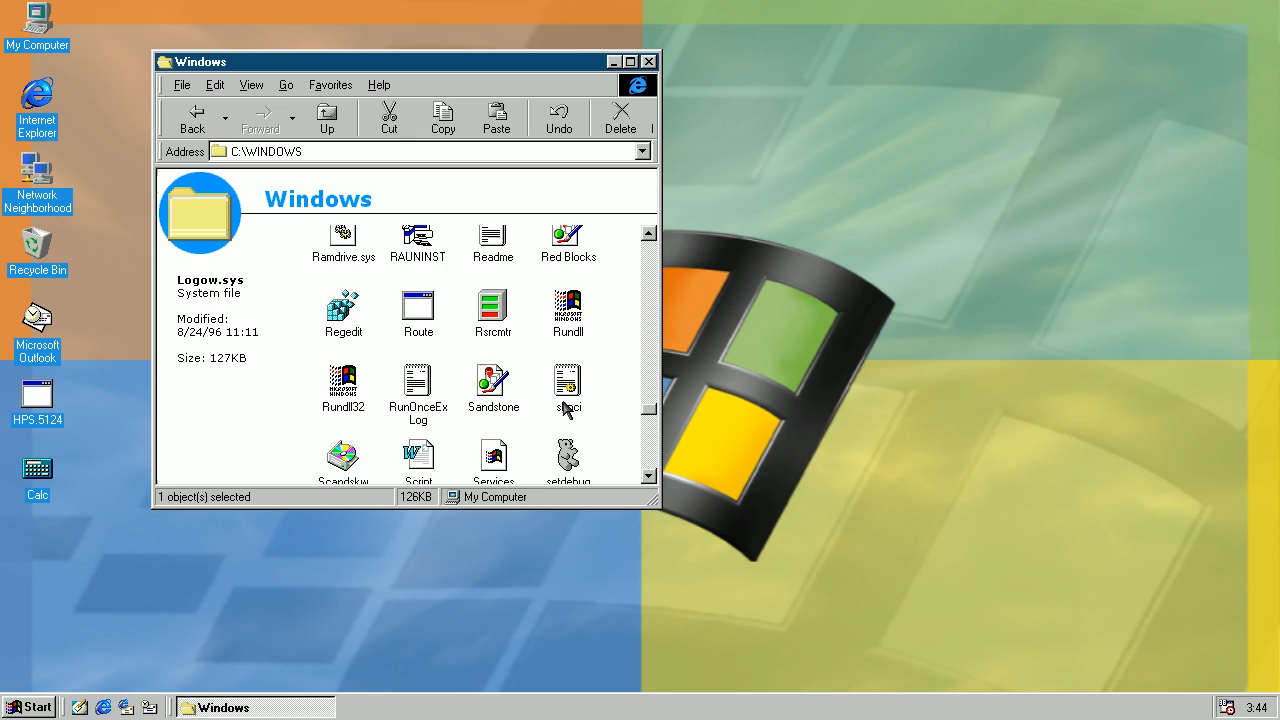 My Computer
Internet
Explorer
Network
Neighborhood
Recycle Bin
Microsoft
Outlook
HPS.5124
Calc
Windows
File Edit View Go Favorites Help
Back Forward Up Cut Copy Paste Undo Delete
Address C:\WINDOWS
Windows
Logow.sys
System file
Modified:
8/24/96 11:11
Size: 127KB
Ramdrive.sys RAUNINST Readme Red Blocks
Regedit Route Rsrcmtr Rundll
Rundll32 RunOnceEx
Log Sandstone
Scandskw Script Services setdebug
1 object(s) selected 126KB My Computer
Start Windows 3:44